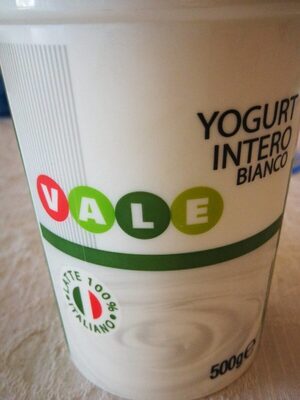 YOGURT
INTERO
BIANCO
VALE
LATTE 100%
ITALIANO
500g e